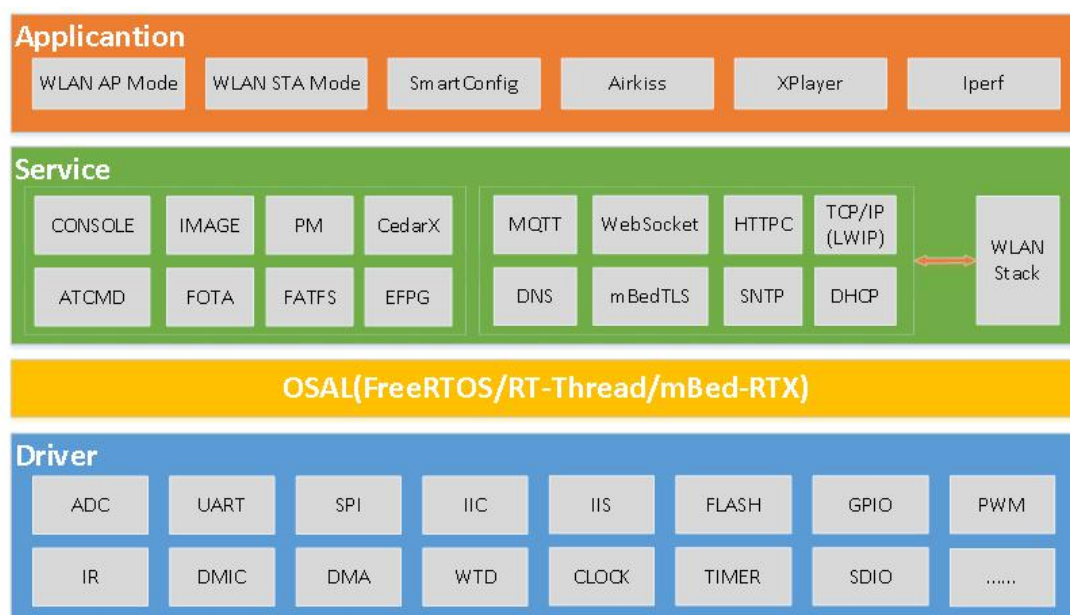 Applicantion
WLAN AP Mode
WLAN STA Mode
SmartConfig
Airkiss
XPlayer
Iperf
Service
CONSOLE
IMAGE
PM
CedarX
ATCMD
FOTA
FATFS
EFPG
MQTT
WebSocket
HTTPC
TCP/IP
(LWIP)
DNS
mBedTLS
SNTP
DHCP
WLAN
Stack
OSAL(FreeRTOS/RT-Thread/mBed-RTX)
Driver
ADC
UART
SPI
IIC
IIS
FLASH
GPIO
PWM
IR
DMIC
DMA
WTD
CLOCK
TIMER
SDIO
......